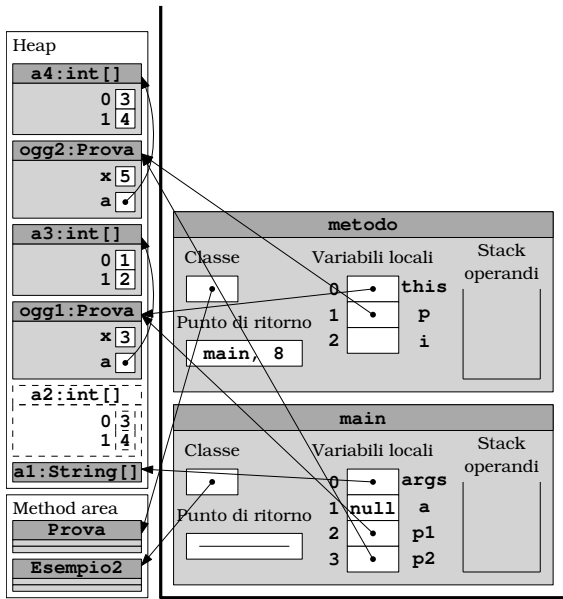 Heap
a4:int[]
0 3
1 4
ogg2:Prova
x 5
a
a3:int[]
0 1
1 2
ogg1:Prova
x 3
a
a2:int[]
0 3
1 4
a1:String[]
Method area
Prova
Esempio2
metodo
Classe
Variabili locali
Stack
operandi
0 this
1 p
2 i
Punto di ritorno
main, 8
main
Classe
Variabili locali
Stack
operandi
0 args
1 null a
2 p1
3 p2
Punto di ritorno